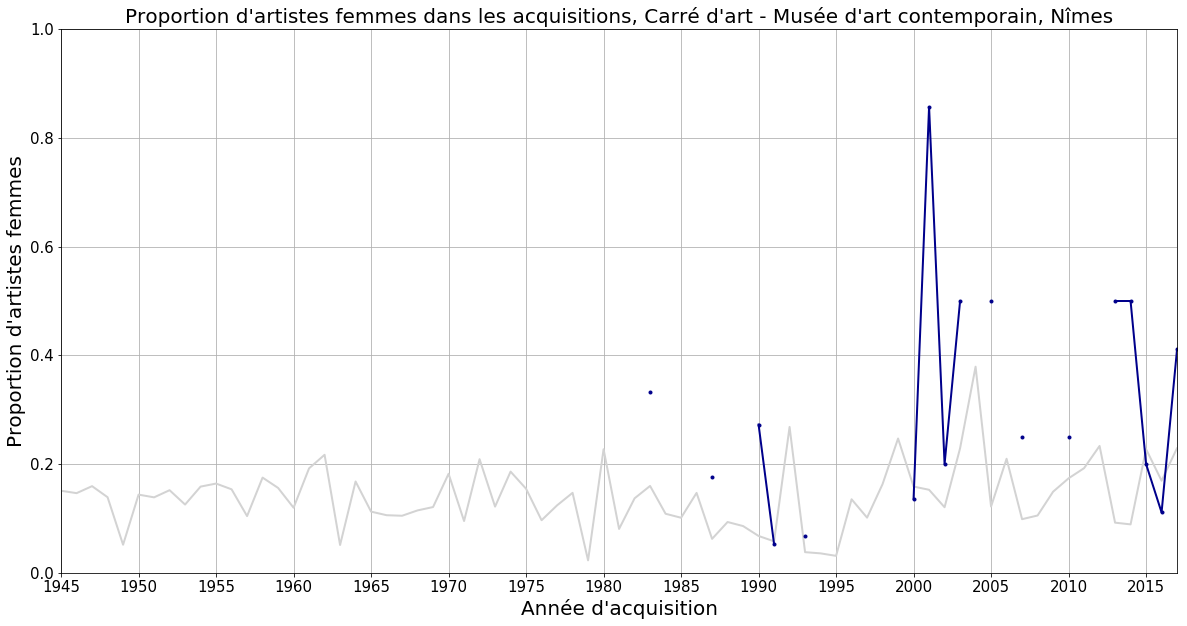 Proportion d'artistes femmes dans les acquisitions, Carré d'art - Musée d'art contemporain, Nîmes
1.0
0.8
0.6
0.4
0.2
0.0
Proportion d'artistes femmes
1945 1950 1955 1960 1965 1970 1975 1980 1985 1990 1995 2000 2005 2010 2015
Année d'acquisition